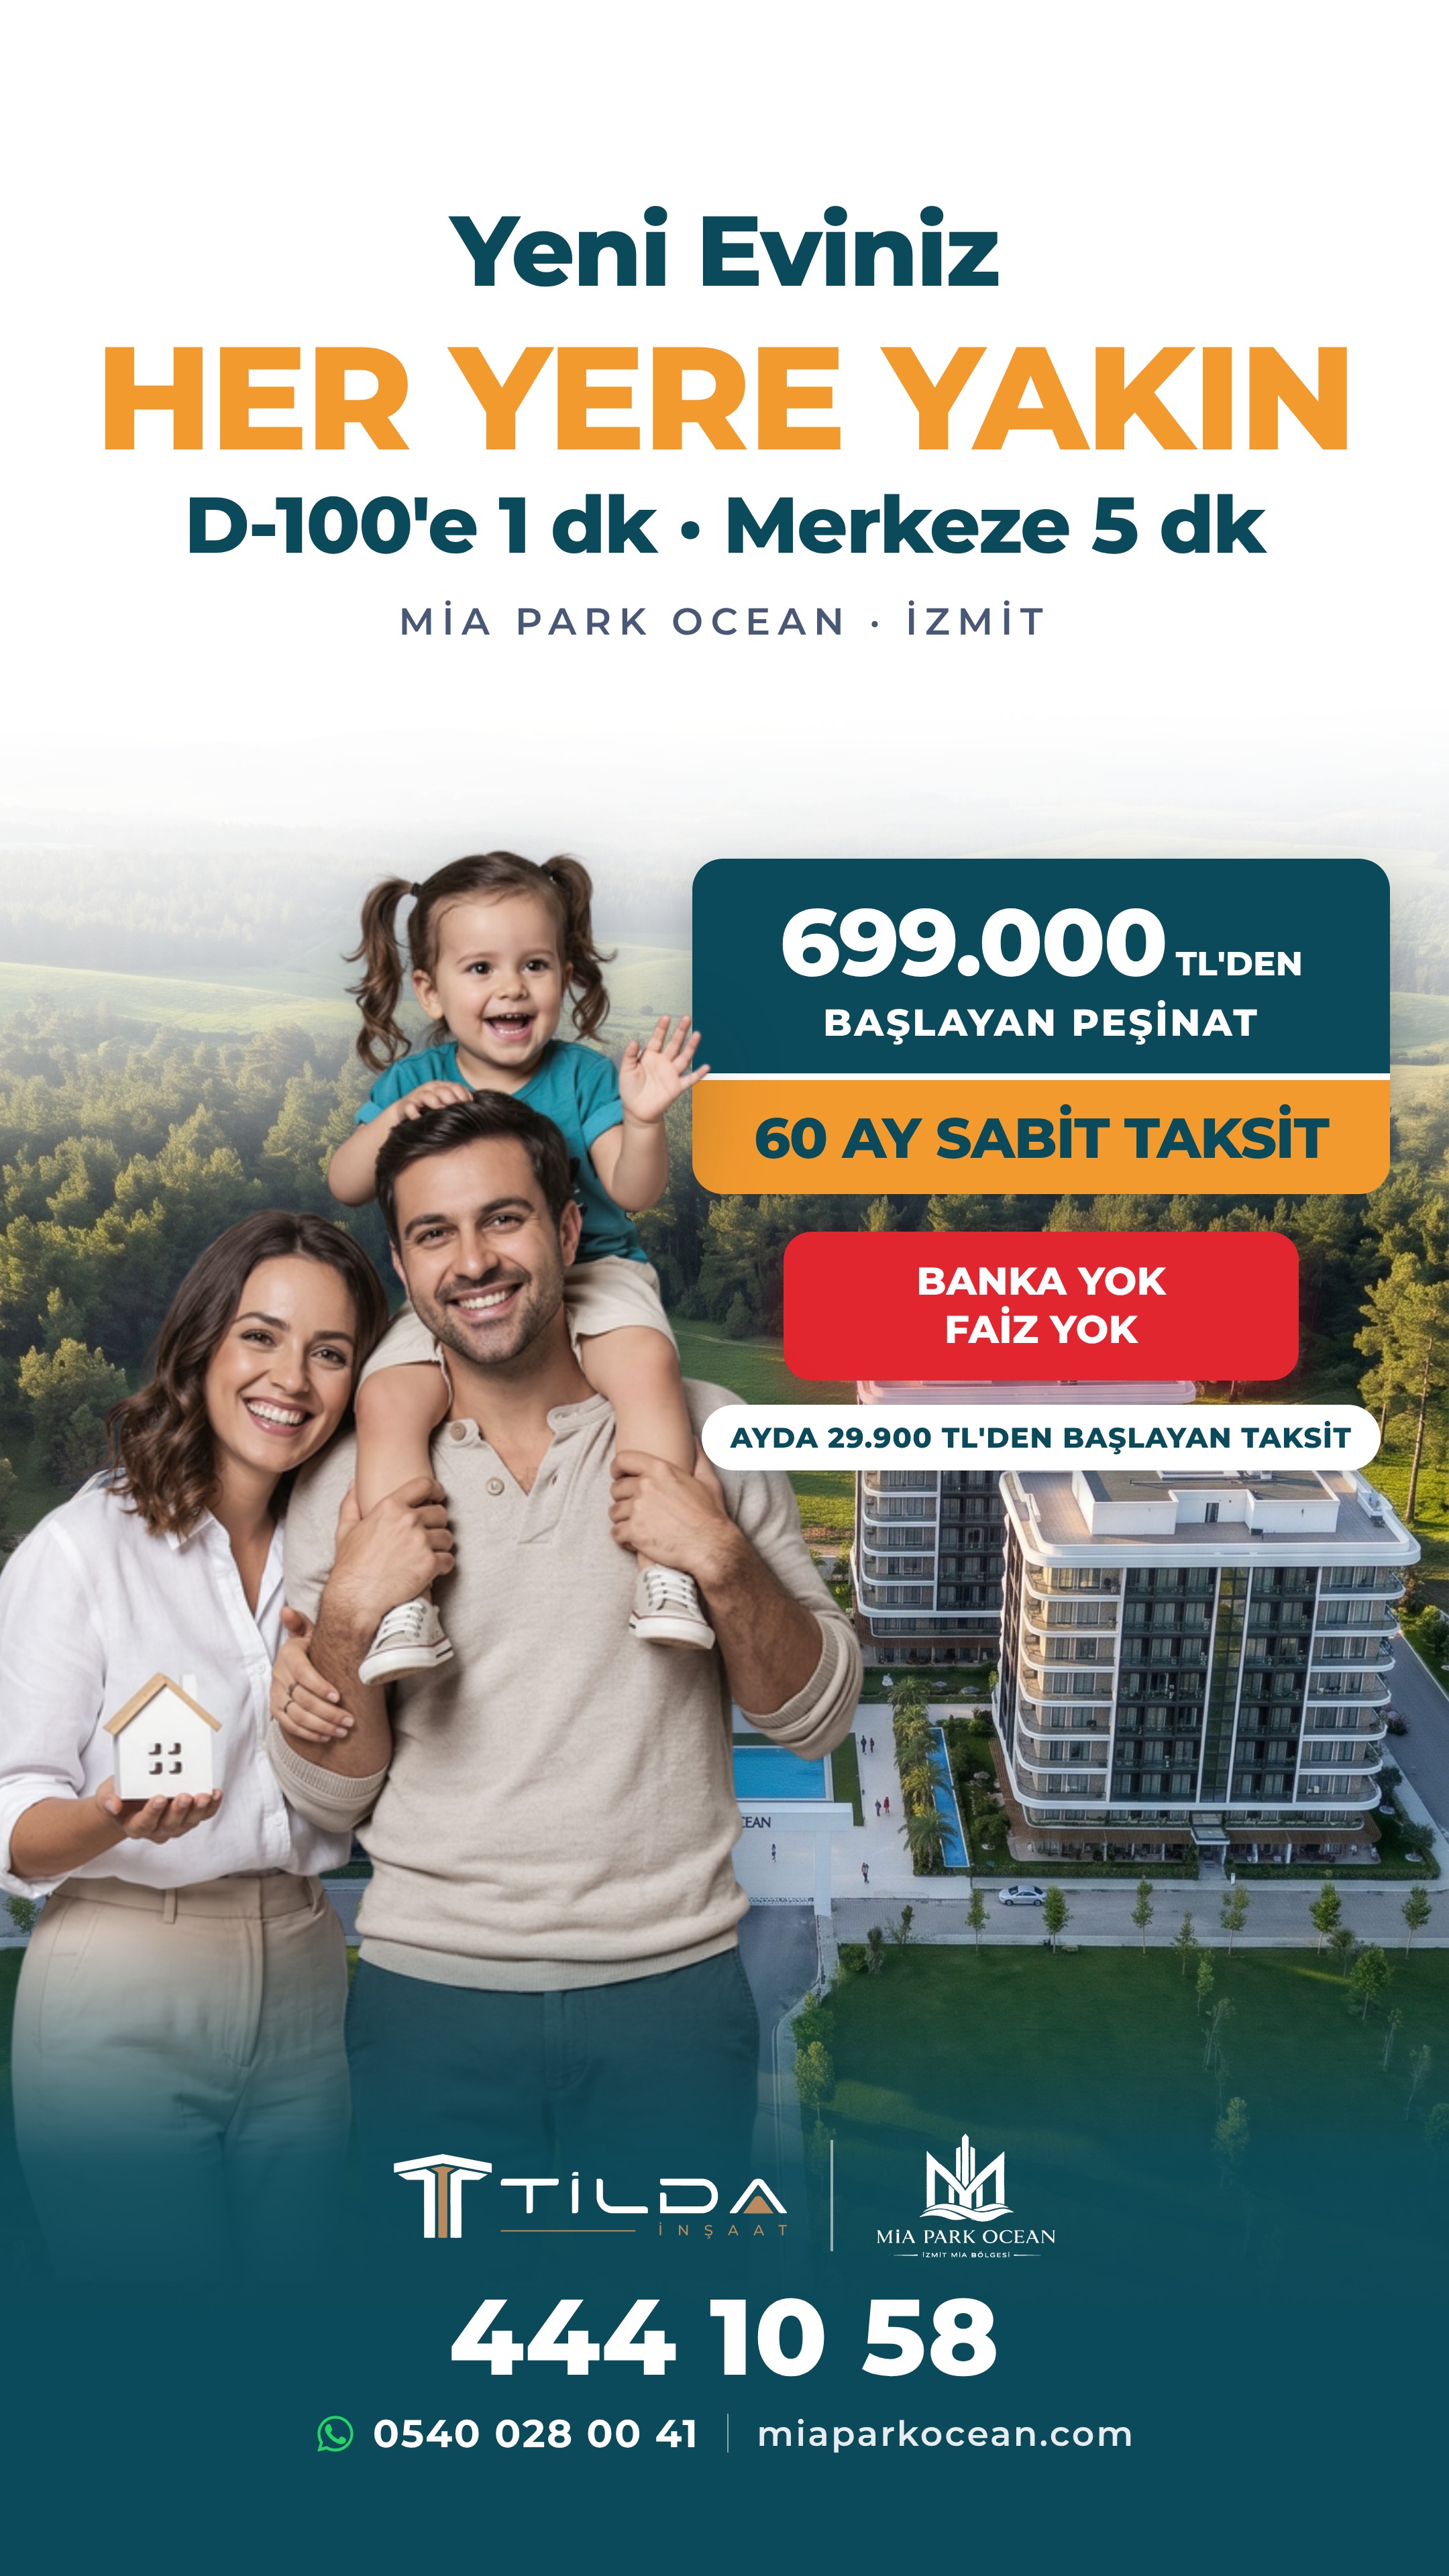 Yeni Eviniz
HER YERE YAKIN
D-100'e 1 dk • Merkeze 5 dk
MİA PARK OCEAN · İZMİT
699.000 TL'DEN
BAŞLAYAN PEŞİNAT
60 AY SABİT TAKSİT
BANKA YOK
FAİZ YOK
AYDA 29.900 TL'DEN BAŞLAYAN TAKSİT
CEAN
TİLDA
İNŞAAT
MİA PARK OCEAN
İZMİT MİA BÖLGESİ
444 10 58
0540 028 00 41
miaparkocean.com